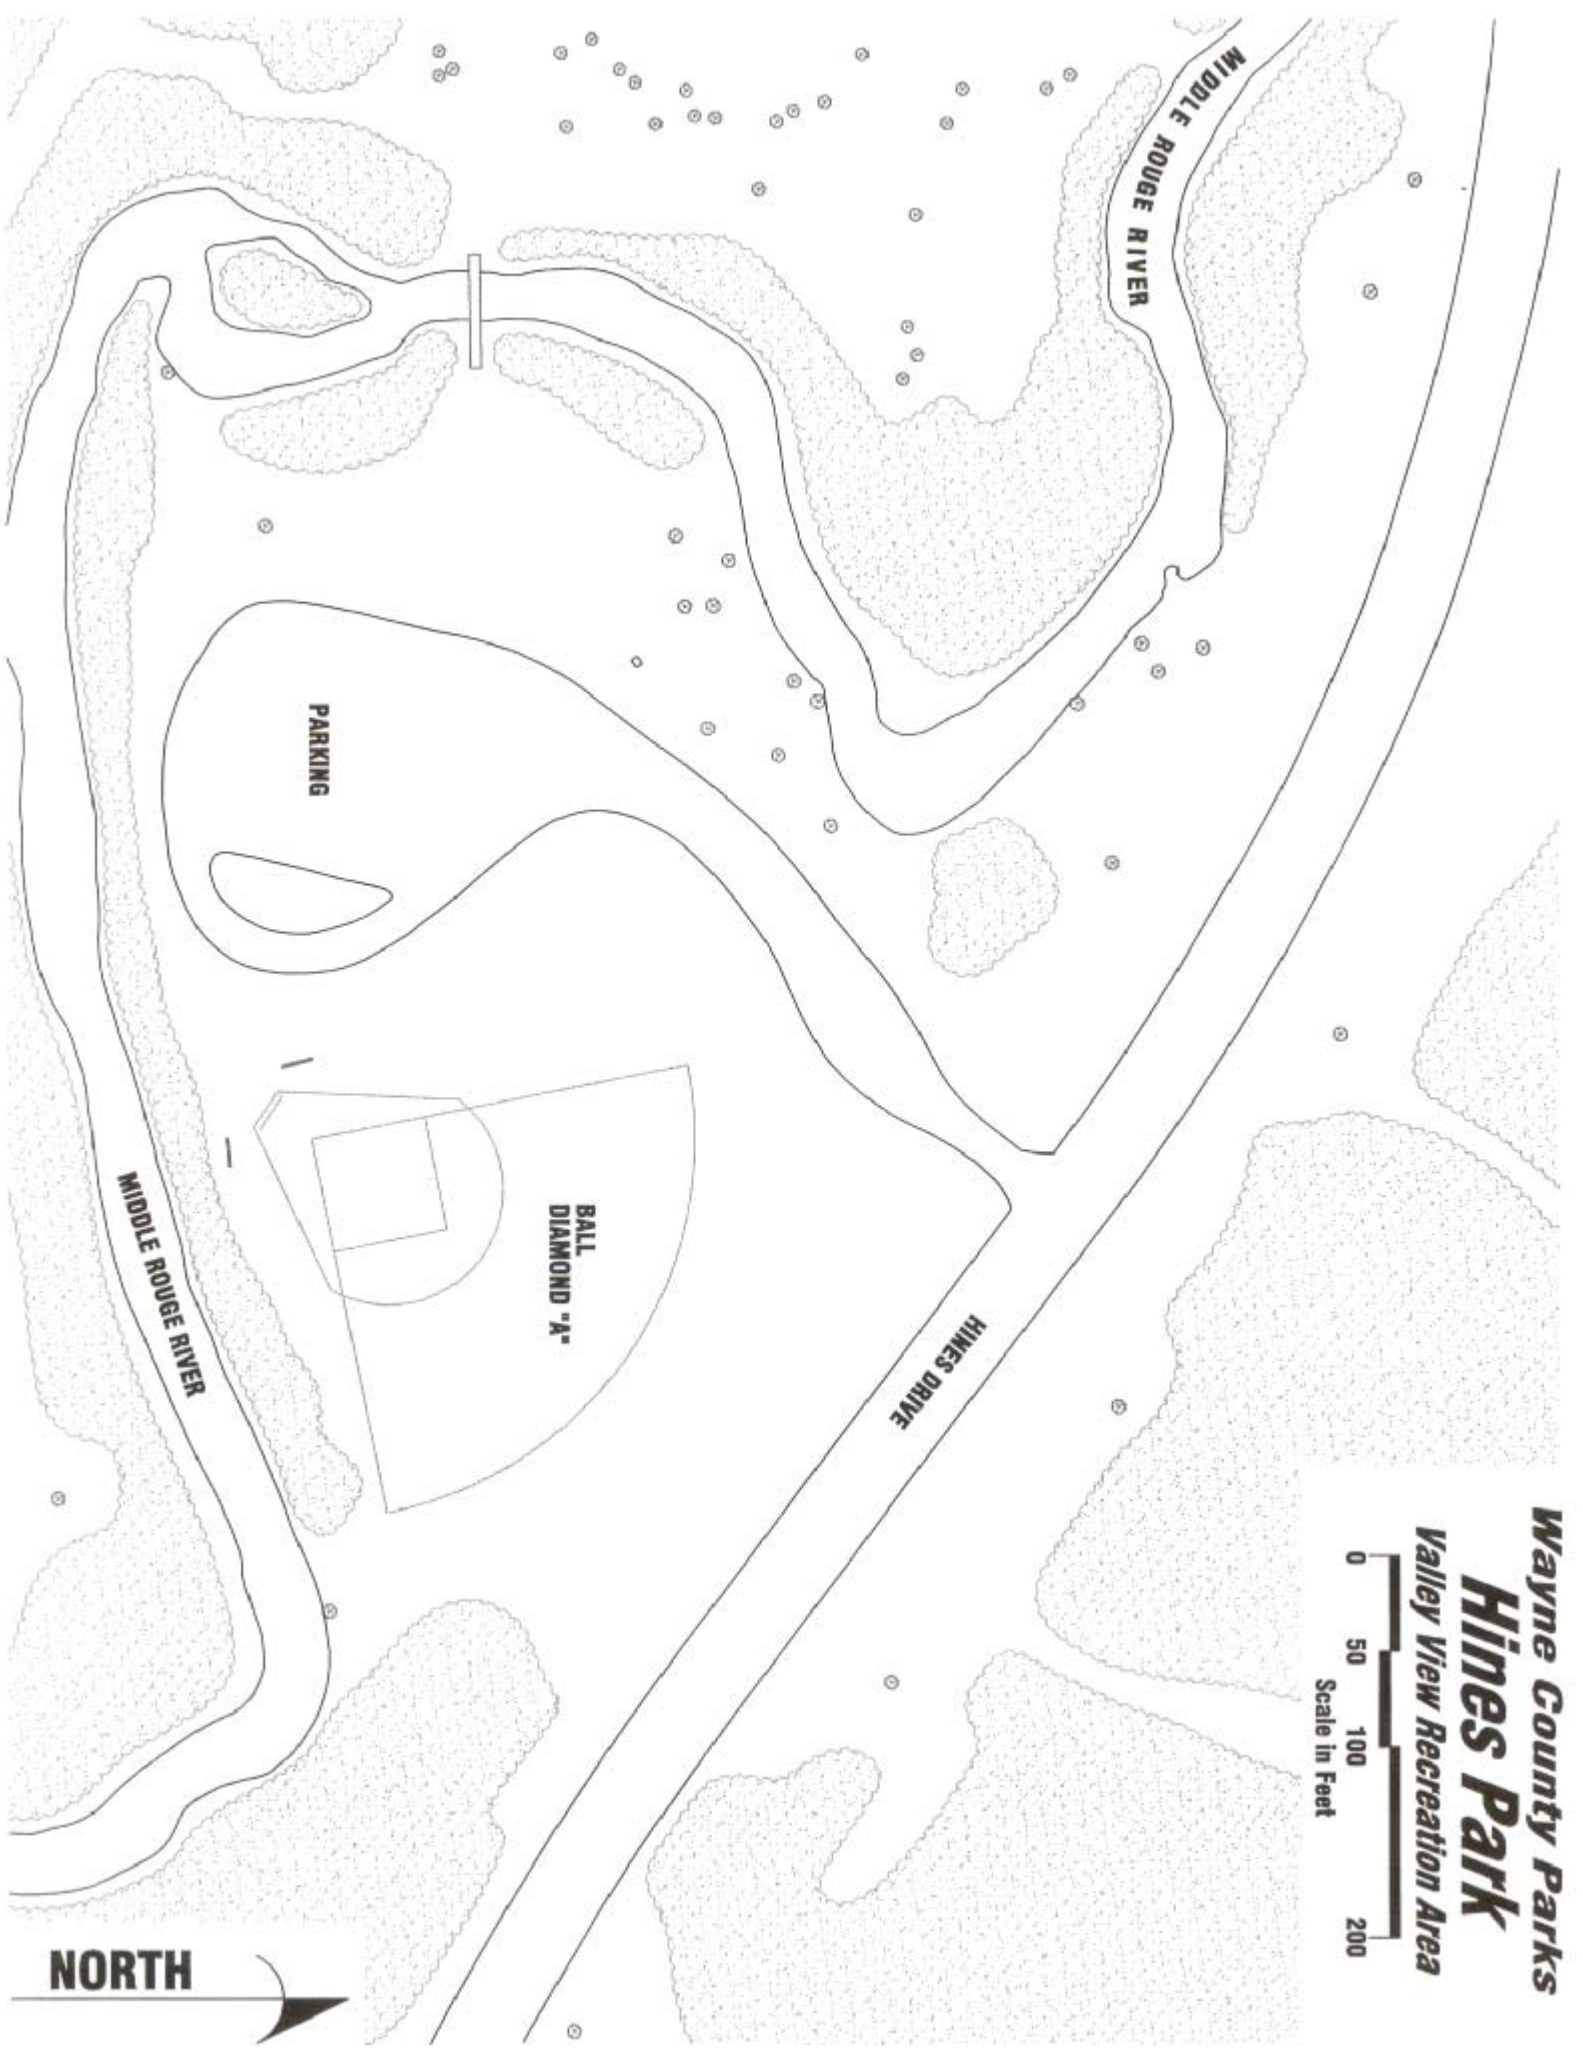 Wayne County Parks
Hines Park
Valley View Recreation Area
0 50 100 200
Scale in Feet
MIDDLE ROUGE RIVER
PARKING
BALL
DIAMOND "A"
HINES DRIVE
MIDDLE ROUGE RIVER
NORTH